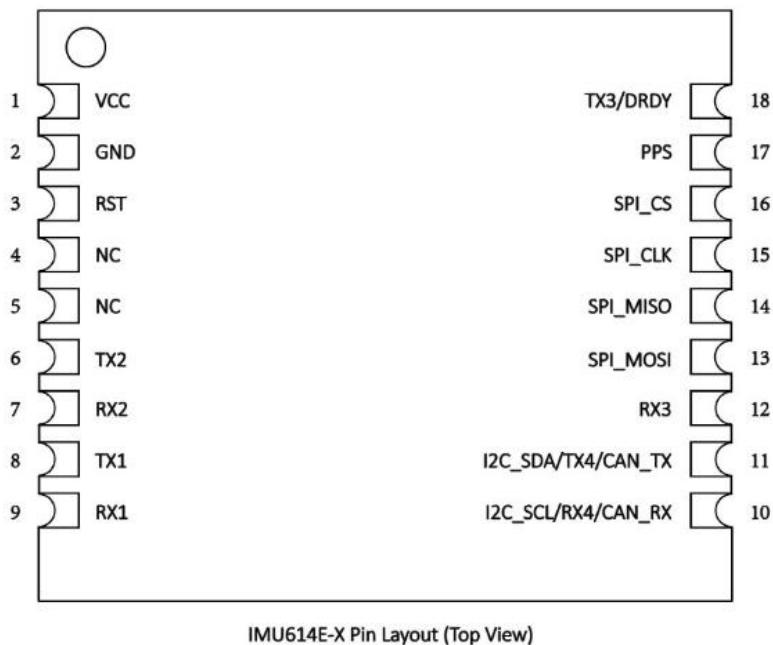 1 VCC TX3/DRDY 18
2 GND PPS 17
3 RST SPI_CS 16
4 NC SPI_CLK 15
5 NC SPI_MISO 14
6 TX2 SPI_MOSI 13
7 RX2 RX3 12
8 TX1 I2C_SDA/TX4/CAN_TX 11
9 RX1 I2C_SCL/RX4/CAN_RX 10
IMU614E-X Pin Layout (Top View)